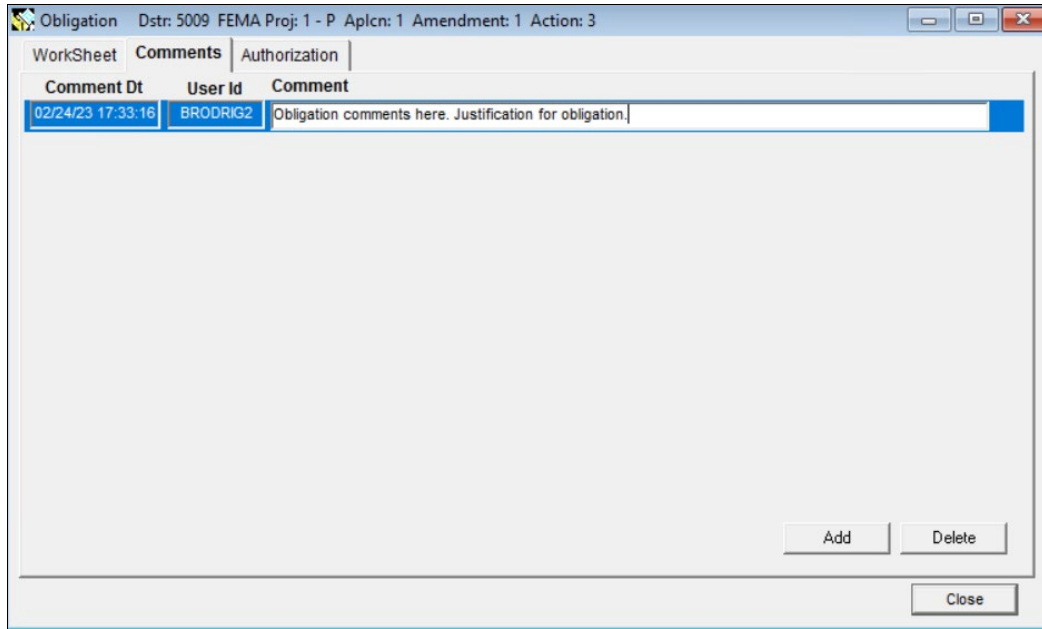 Obligation Dstr: 5009 FEMA Proj: 1 - P Aplcn: 1 Amendment: 1 Action: 3
WorkSheet Comments Authorization
Comment Dt User Id Comment
02/24/23 17:33:16 BRODRIG2 Obligation comments here. Justification for obligation.
Add Delete
Close